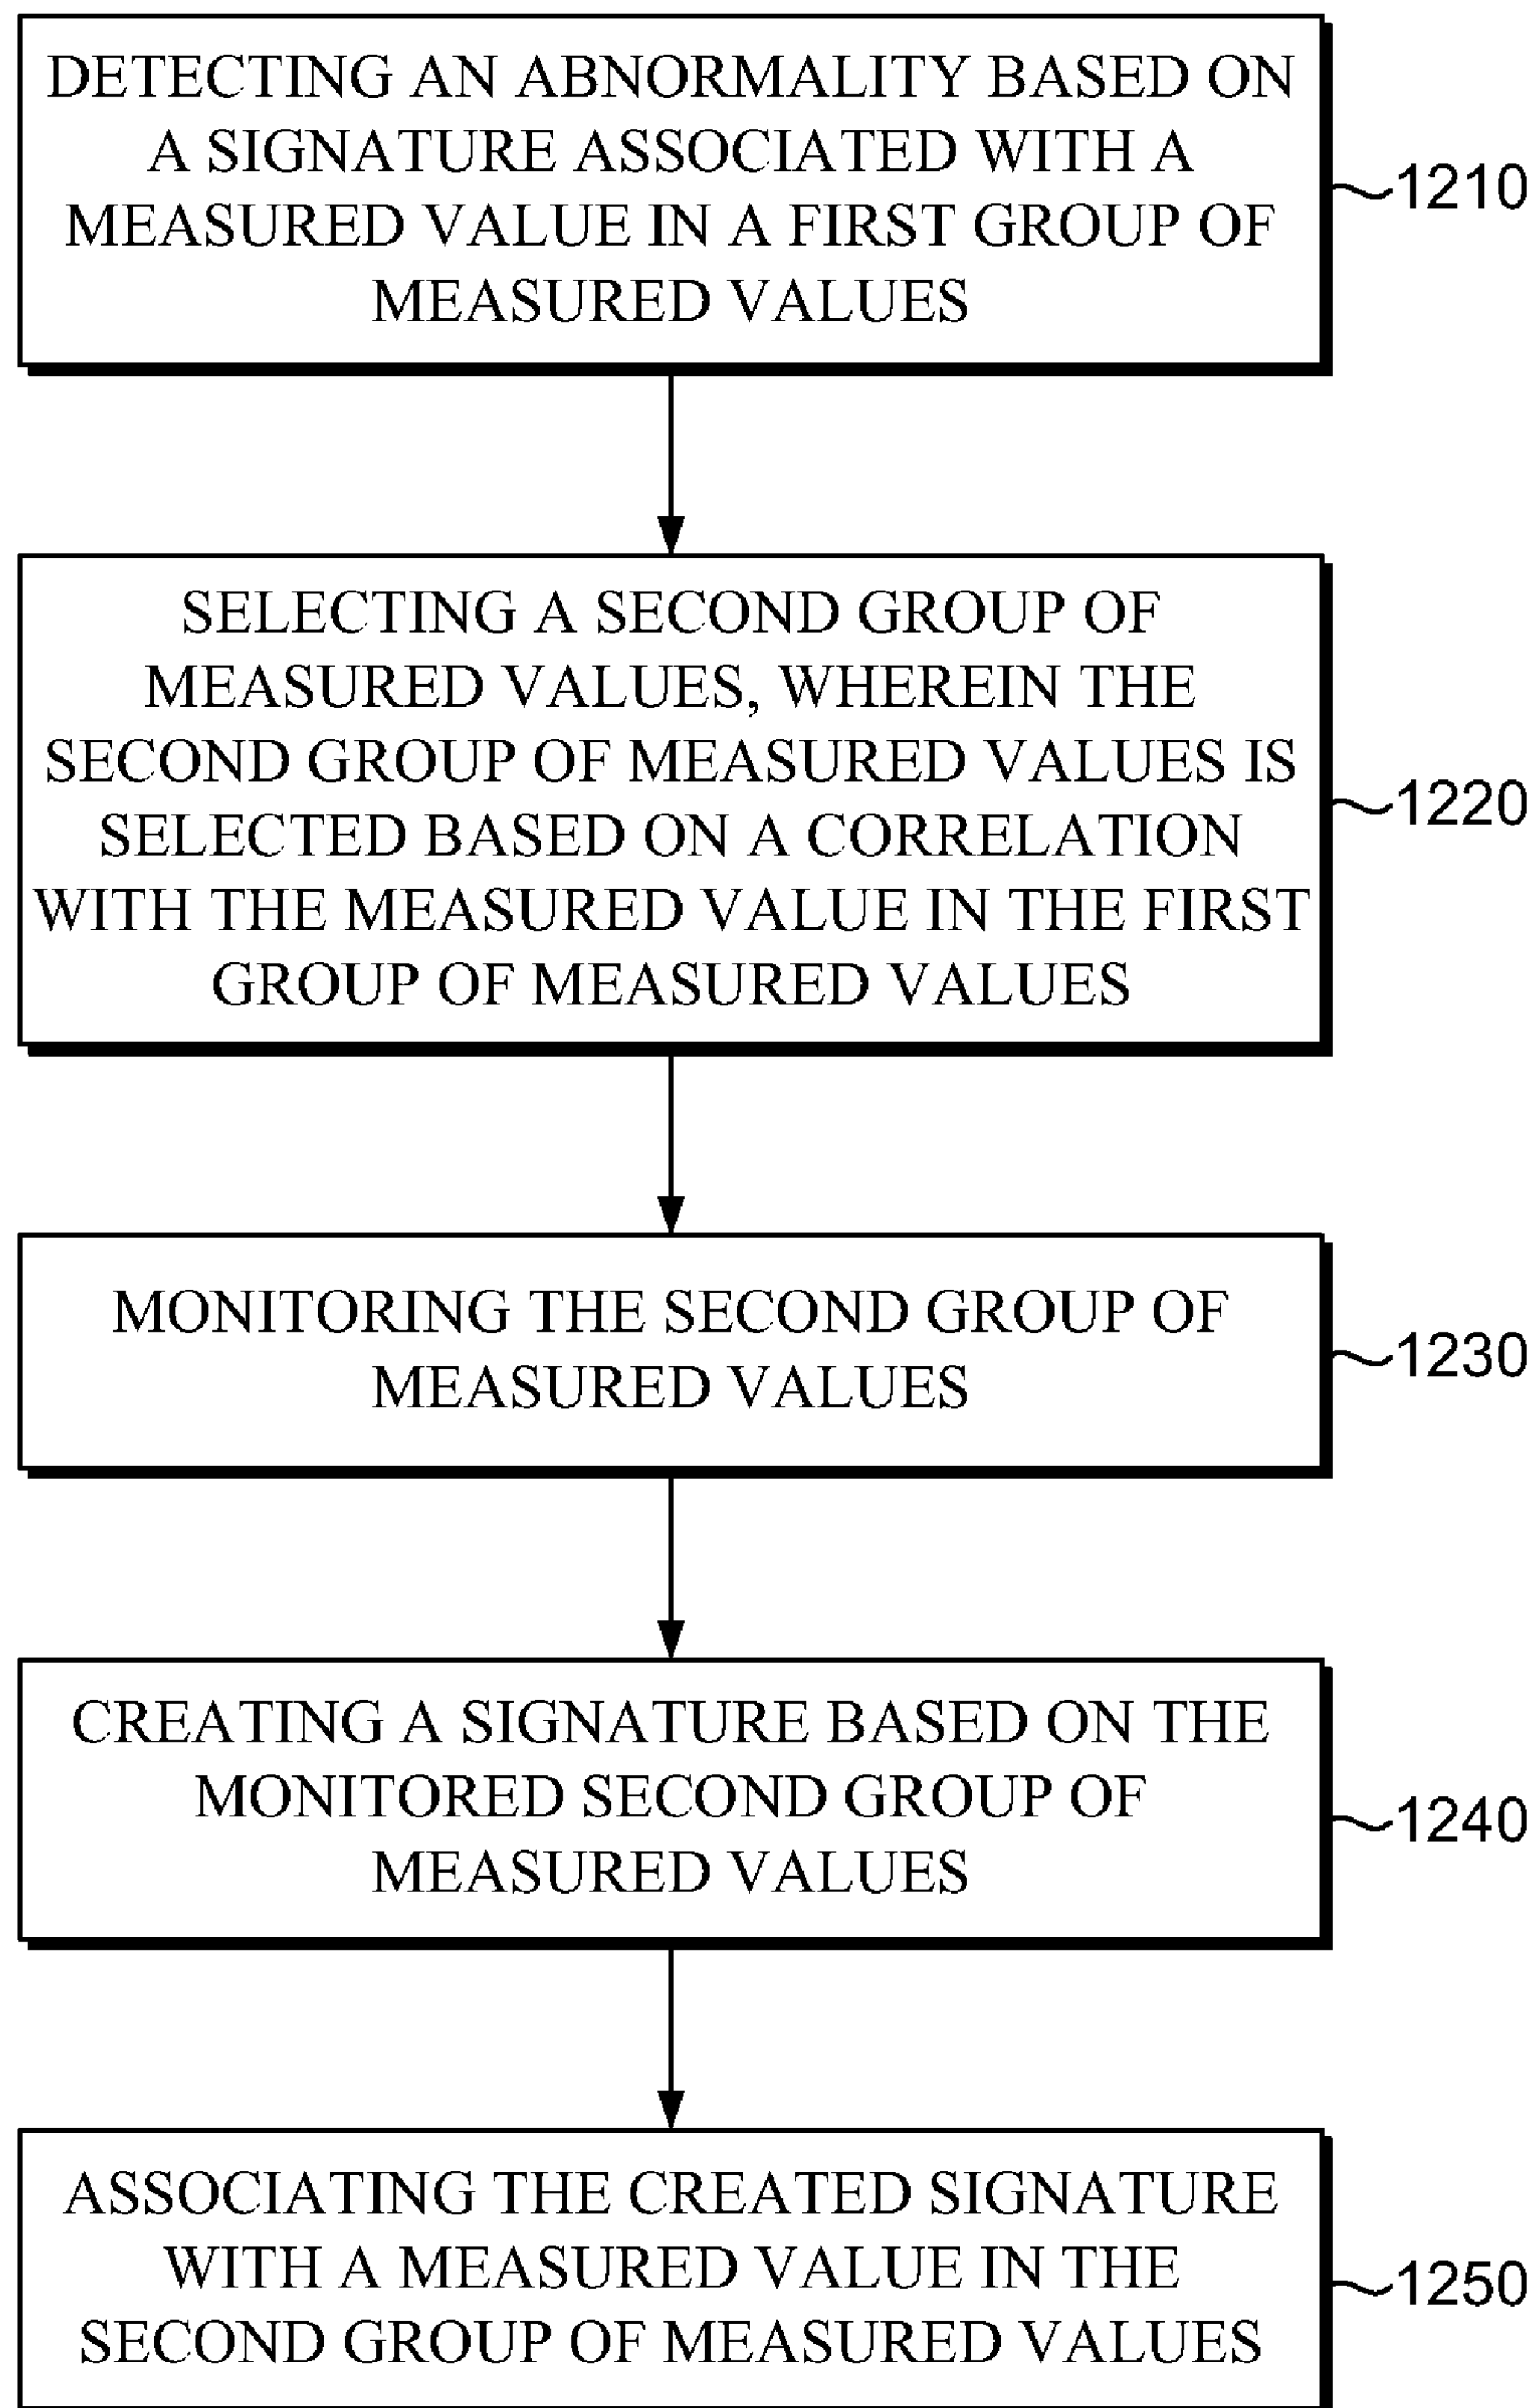 DETECTING AN ABNORMALITY BASED ON
A SIGNATURE ASSOCIATED WITH A
MEASURED VALUE IN A FIRST GROUP OF
MEASURED VALUES
1210
SELECTING A SECOND GROUP OF
MEASURED VALUES, WHEREIN THE
SECOND GROUP OF MEASURED VALUES IS
SELECTED BASED ON A CORRELATION
WITH THE MEASURED VALUE IN THE FIRST
GROUP OF MEASURED VALUES
1220
MONITORING THE SECOND GROUP OF
MEASURED VALUES
1230
CREATING A SIGNATURE BASED ON THE
MONITORED SECOND GROUP OF
MEASURED VALUES
1240
ASSOCIATING THE CREATED SIGNATURE
WITH A MEASURED VALUE IN THE
SECOND GROUP OF MEASURED VALUES
1250